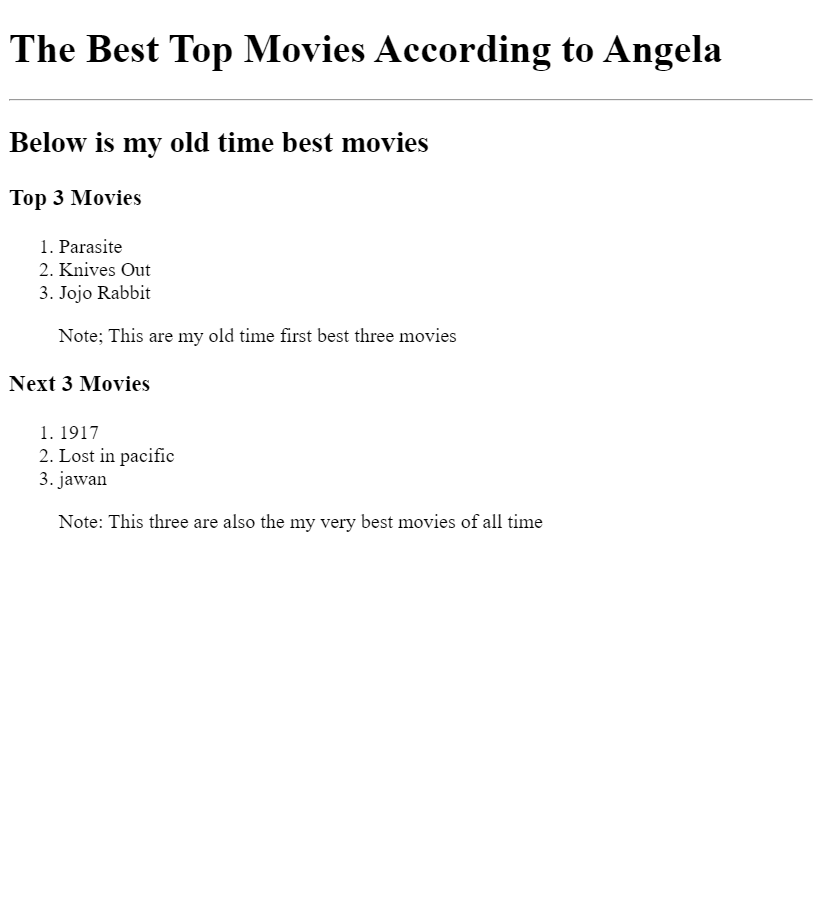 The Best Top Movies According to Angela
Below is my old time best movies
Top 3 Movies
1. Parasite
2. Knives Out
3. Jojo Rabbit
Note; This are my old time first best three movies
Next 3 Movies
1. 1917
2. Lost in pacific
3. jawan
Note: This three are also the my very best movies of all time